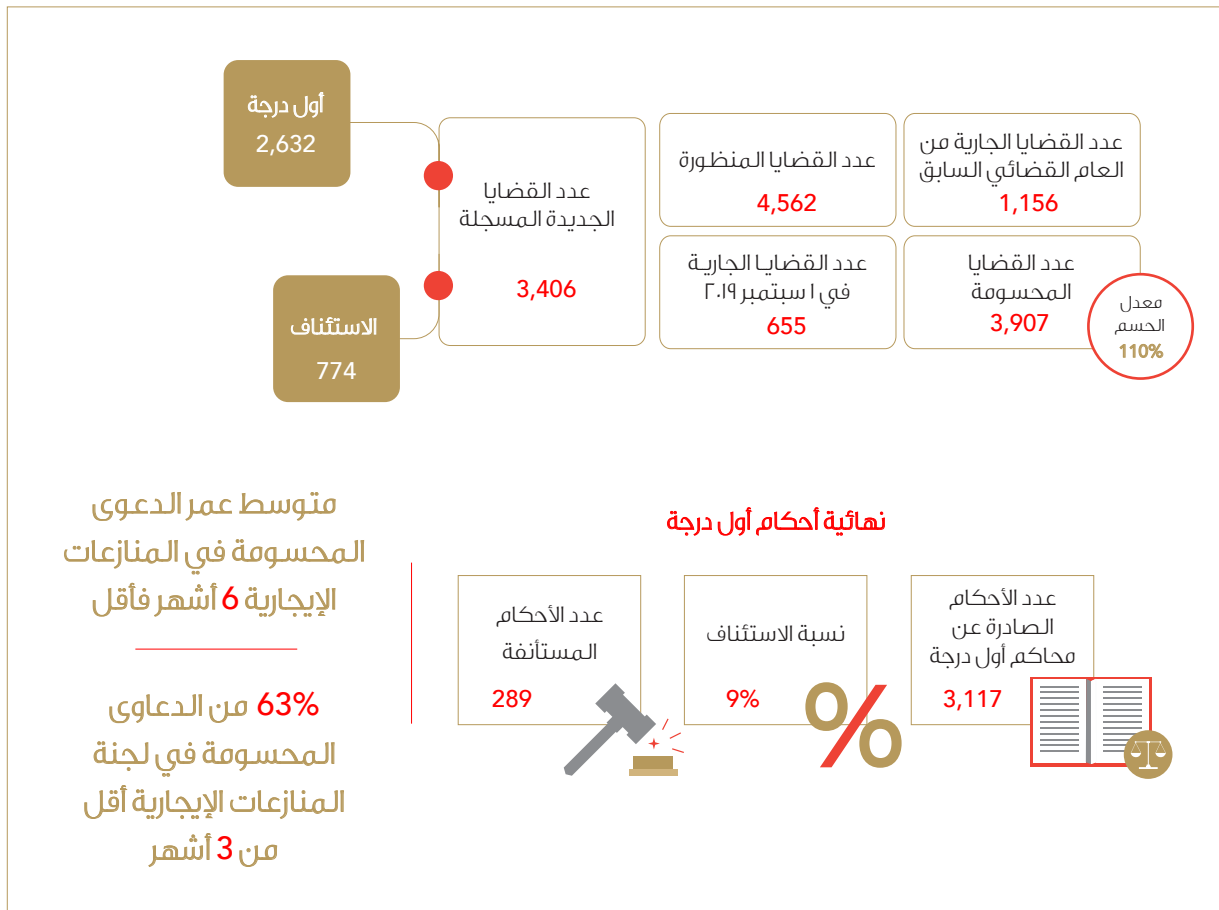 أول درجة
2,632
الاستئناف
774
عدد القضايا
الجديدة المسجلة
3,406
عدد القضايا المنظورة
4,562
عدد القضايا الجارية من
العام القضائي السابق
1,156
عدد القضايا الجارية
في ١ سبتمبر ٢٠١٩
655
عدد القضايا
المحسومة
3,907
معدل
الحسم
110%
نهائية أحكام أول درجة
عدد الأحكام
الصادرة عن
محاكم أول درجة
3,117
نسبة الاستئناف
9%
%
عدد الأحكام
المستأنفة
289
متوسط عمر الدعوى
المحسومة في المنازعات
الإيجارية 6 أشهر فأقل
63% من الدعاوى
المحسومة في لجنة
المنازعات الإيجارية أقل
من 3 أشهر